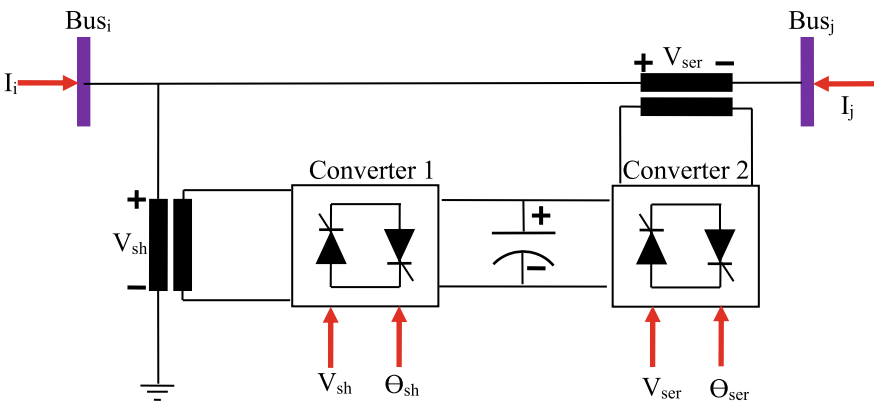 Busᵢ
Busⱼ
+ Vser −
Iᵢ
Iⱼ
Converter 1
Converter 2
+
Vsh
−
+
−
Vsh
ϴsh
Vser
ϴser